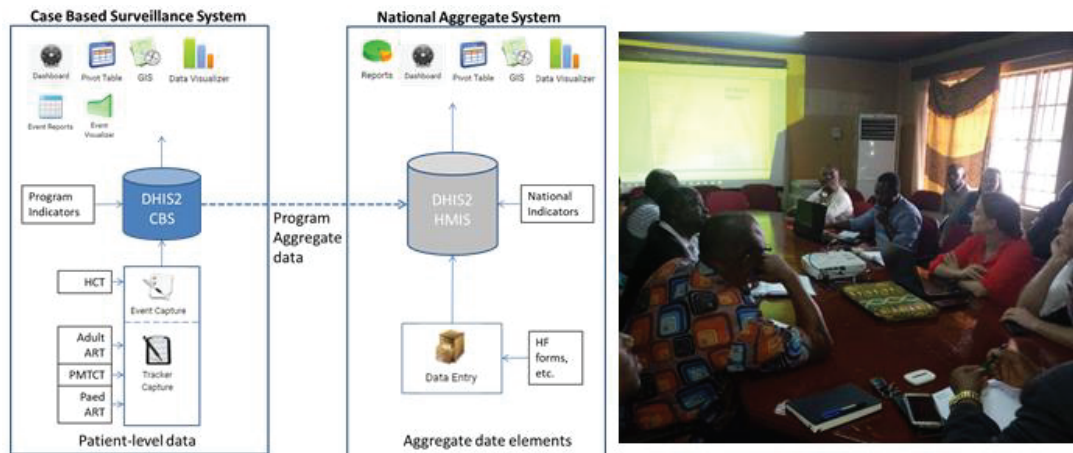 Case Based Surveillance System
Dashboard
Pivot Table
GIS
Data Visualizer
Event Reports
Event
Visualizer
Program
Indicators
DHIS2
CBS
HCT
Event Capture
Adult
ART
PMTCT
Paed
ART
Tracker
Capture
Patient-level data
Program
Aggregate
data
National Aggregate System
Reports
Dashboard
Pivot Table
GIS
Data Visualizer
DHIS2
HMIS
National
Indicators
Data Entry
HF
forms,
etc.
Aggregate date elements